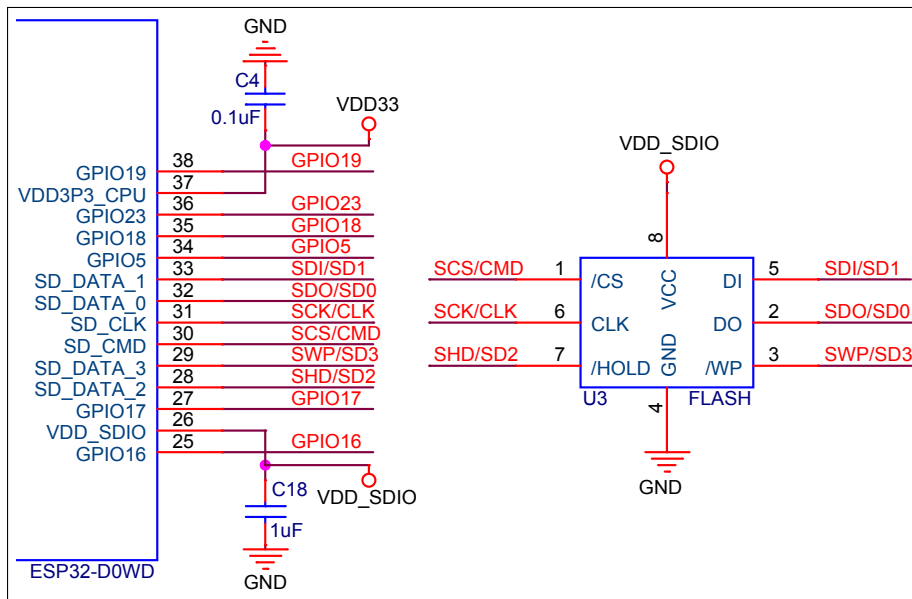 GND
C4
0.1uF
VDD33
GPIO19 38 GPIO19
VDD3P3_CPU 37
GPIO23 36 GPIO23
GPIO18 35 GPIO18
GPIO5 34 GPIO5
SD_DATA_1 33 SDI/SD1
SD_DATA_0 32 SDO/SD0
SD_CLK 31 SCK/CLK
SD_CMD 30 SCS/CMD
SD_DATA_3 29 SWP/SD3
SD_DATA_2 28 SHD/SD2
GPIO17 27 GPIO17
VDD_SDIO 26
GPIO16 25 GPIO16
VDD_SDIO
C18
1uF
GND
ESP32-D0WD
VDD_SDIO
8
VCC
SCS/CMD 1 /CS DI 5 SDI/SD1
SCK/CLK 6 CLK DO 2 SDO/SD0
SHD/SD2 7 /HOLD /WP 3 SWP/SD3
GND
U3 FLASH
4
GND